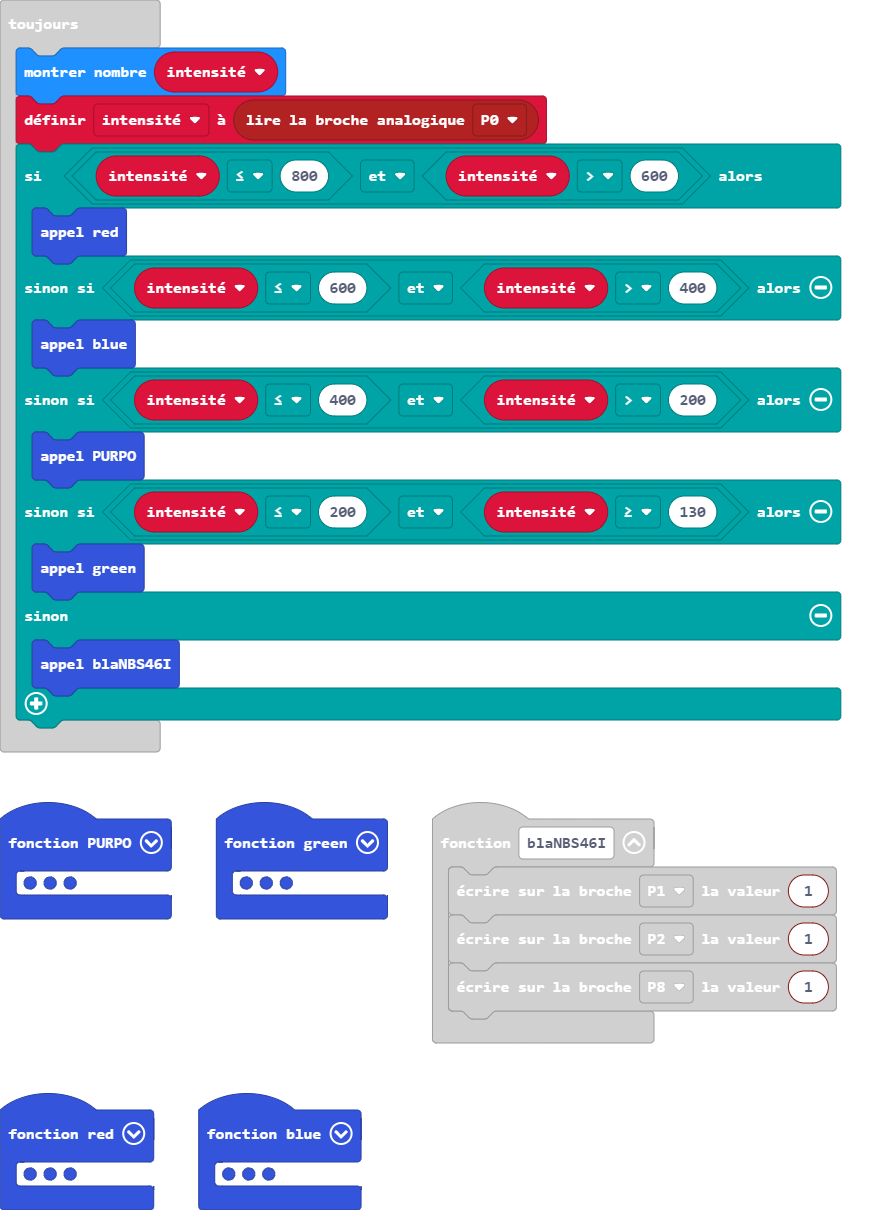 toujours
montrer nombre intensité
définir intensité à lire la broche analogique P0
si intensité ≤ 800 et intensité > 600 alors
appel red
sinon si intensité ≤ 600 et intensité > 400 alors
appel blue
sinon si intensité ≤ 400 et intensité > 200 alors
appel PURPO
sinon si intensité ≤ 200 et intensité ≥ 130 alors
appel green
sinon
appel blaNBS46I
fonction PURPO
fonction green
fonction blaNBS46I
écrire sur la broche P1 la valeur 1
écrire sur la broche P2 la valeur 1
écrire sur la broche P8 la valeur 1
fonction red
fonction blue